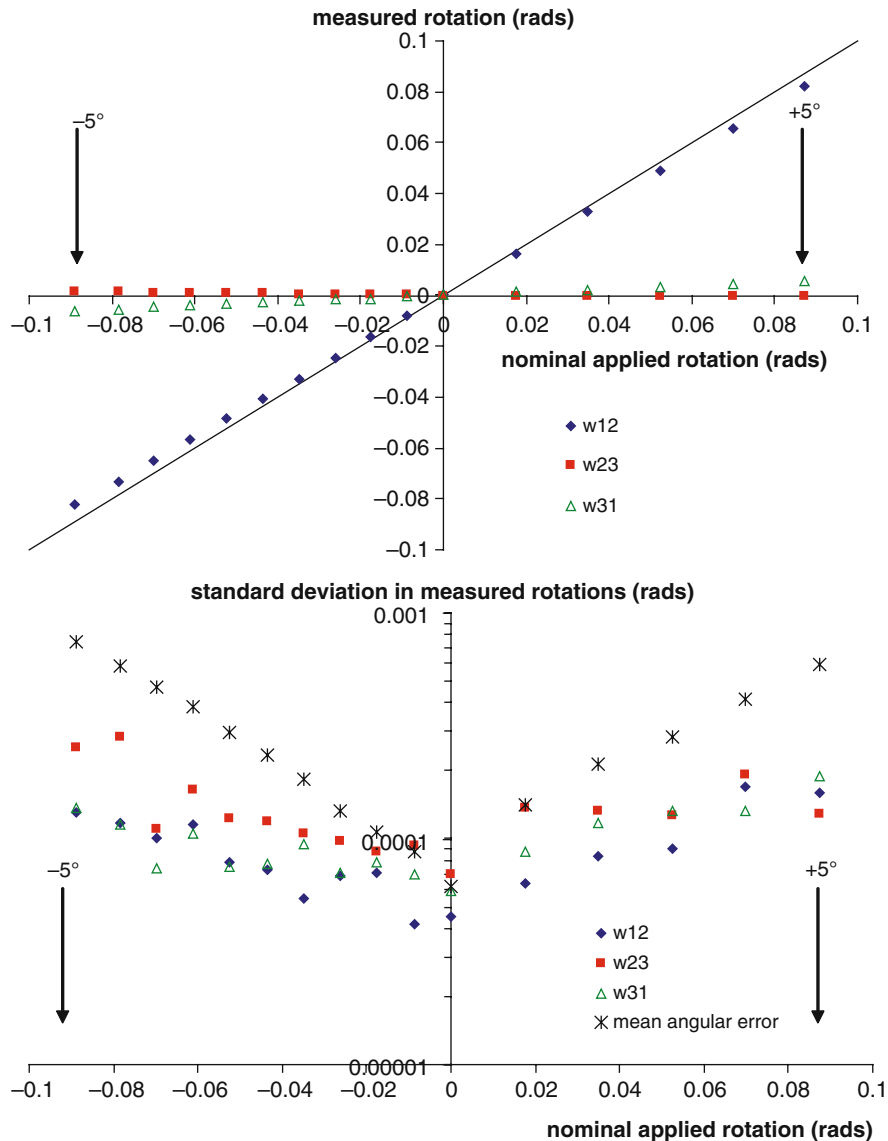 measured rotation (rads)
0.1
0.08
0.06
0.04
0.02
0
−0.02
−0.04
−0.06
−0.08
−0.1
−5°
+5°
−0.1 −0.08 −0.06 −0.04 −0.02 0 0.02 0.04 0.06 0.08 0.1
nominal applied rotation (rads)
w12
w23
w31
standard deviation in measured rotations (rads)
0.001
0.0001
0.00001
−5°
+5°
w12
w23
w31
mean angular error
−0.1 −0.08 −0.06 −0.04 −0.02 0 0.02 0.04 0.06 0.08 0.1
nominal applied rotation (rads)